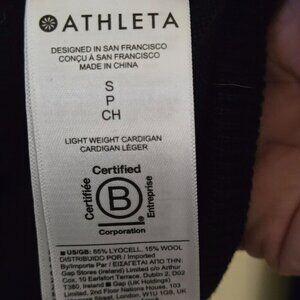 ATHLETA
DESIGNED IN SAN FRANCISCO
CONÇU À SAN FRANCISCO
MADE IN CHINA
S
P
CH
LIGHT WEIGHT CARDIGAN
CARDIGAN LÉGER
Certified
Certifiée
B
Entreprise
Corporation
US/GB: 85% LYOCELL, 15% WOOL
DISTRIBUIDO POR / Imported
By/Importe Par / ΕΙΣΑΓΕΤΑΙ ΑΠΟ ΤΗΝ:
Gap Stores (Ireland) Limited c/o Arthur
Cox, 10 Earlsfort Terrace, Dublin 2, D02
T380, Ireland Gap (UK Holdings)
Limited, 2nd Floor Nations House, 103
Street, London, W1U 1QS, UK